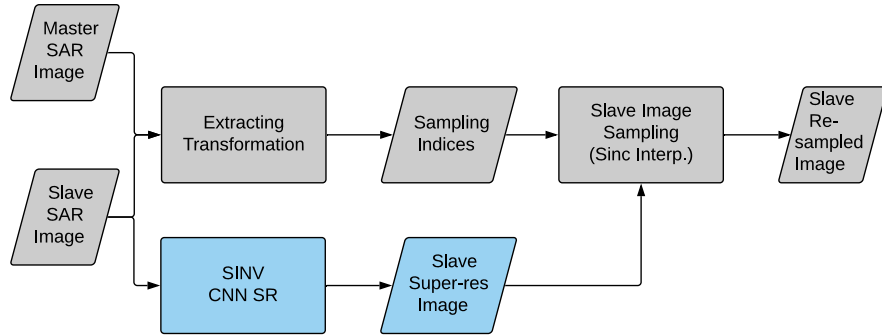 Master
SAR
Image
Extracting
Transformation
Sampling
Indices
Slave Image
Sampling
(Sinc Interp.)
Slave
Re-
sampled
Image
Slave
SAR
Image
SINV
CNN SR
Slave
Super-res
Image